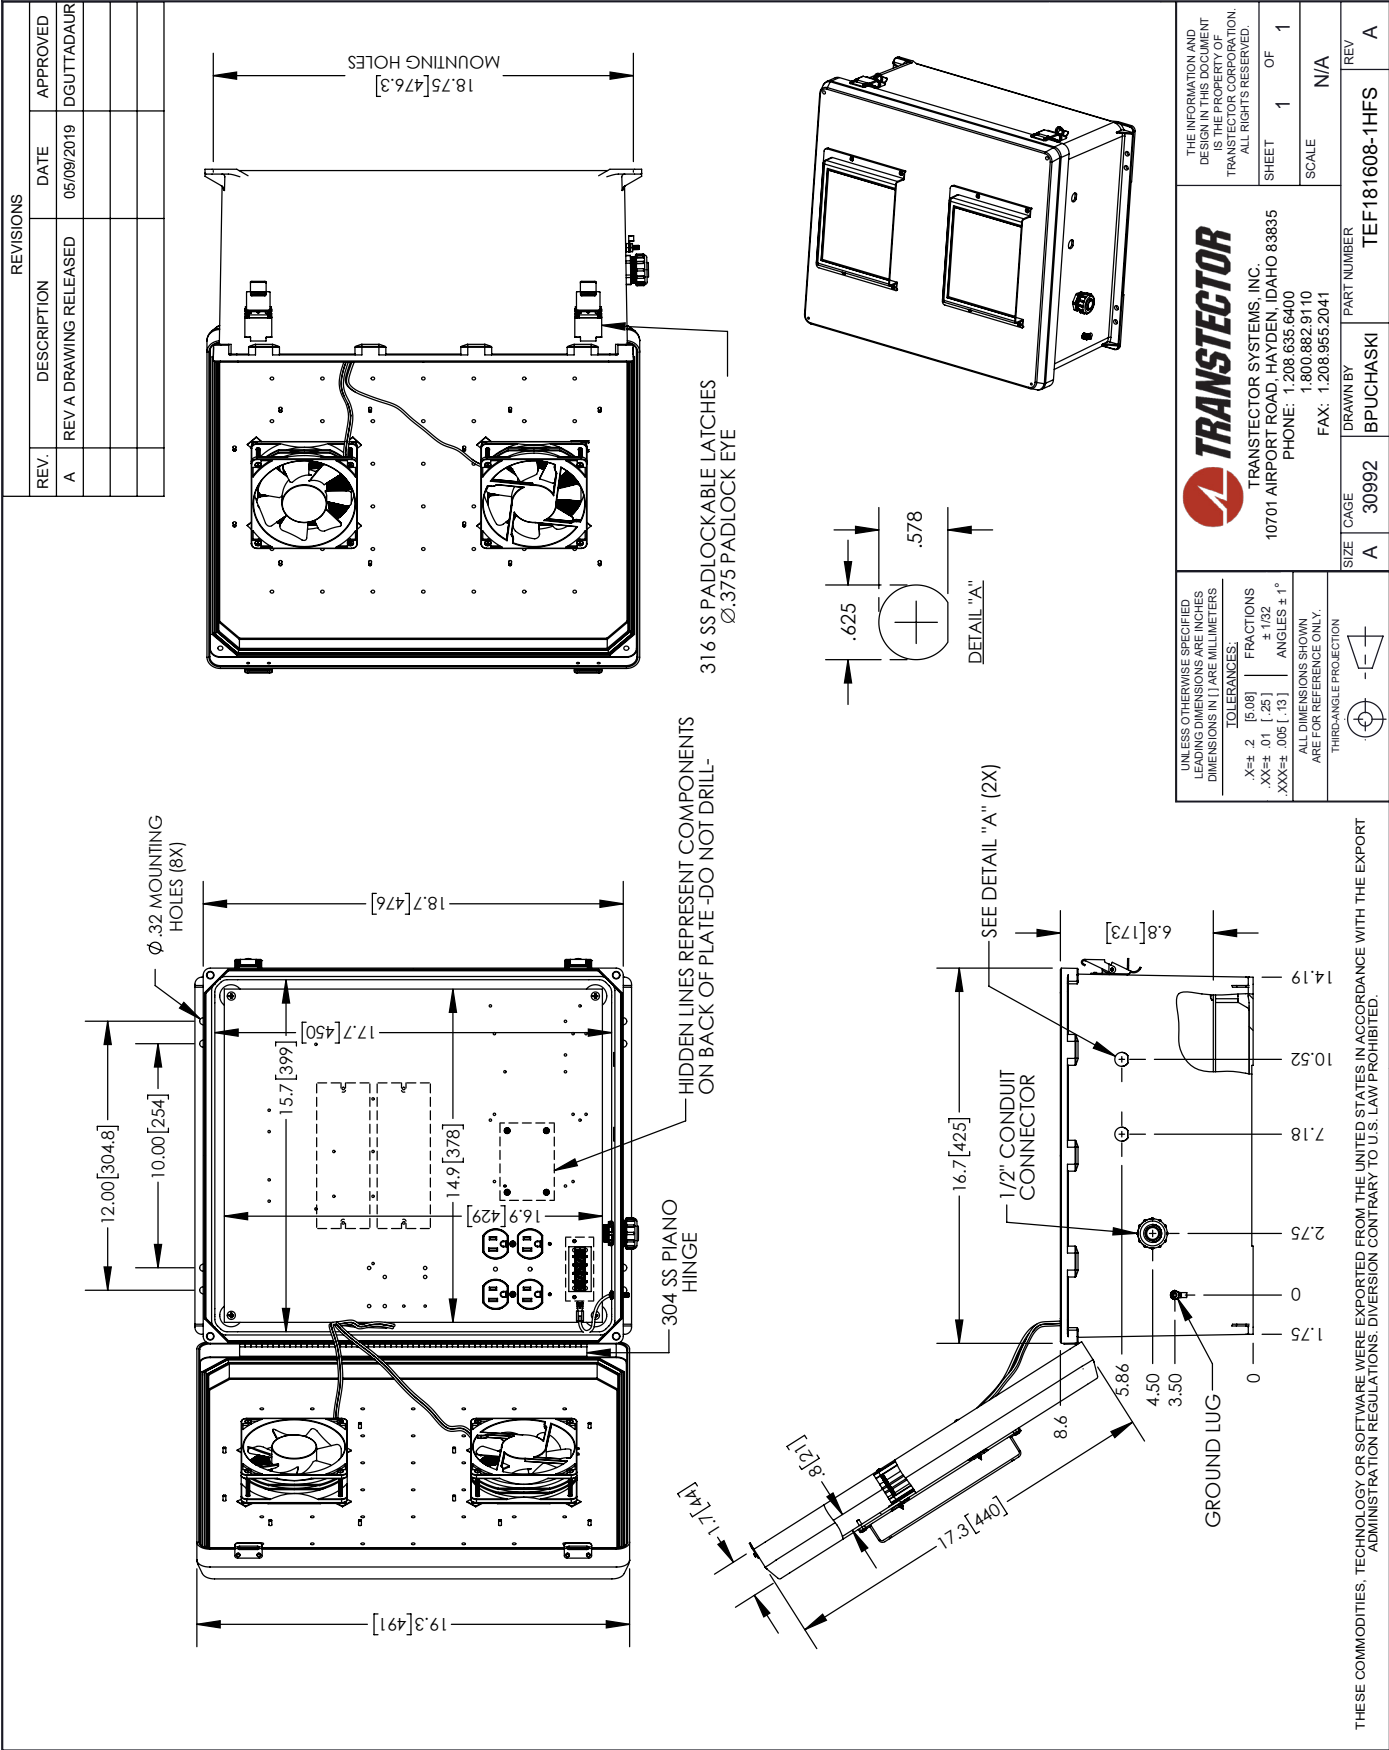 REVISIONS
REV. DESCRIPTION DATE APPROVED
A REV A DRAWING RELEASED 05/09/2019 DGUTTADAUR
Ø.32 MOUNTING
HOLES (8X)
12.00[304.8]
10.00[254]
18.7[476]
17.7[450]
15.7[399]
14.9[378]
16.9[429]
19.3[491]
304 SS PIANO
HINGE
HIDDEN LINES REPRESENT COMPONENTS
ON BACK OF PLATE -DO NOT DRILL-
18.75[476.3]
MOUNTING HOLES
316 SS PADLOCKABLE LATCHES
Ø.375 PADLOCK EYE
1.7[44]
.8[21]
17.3[440]
16.7[425]
6.8[173]
SEE DETAIL "A" (2X)
1/2" CONDUIT
CONNECTOR
GROUND LUG
8.6
5.86
4.50
3.50
0
1.75
0
2.75
7.18
10.52
14.19
.625
.578
DETAIL "A"
UNLESS OTHERWISE SPECIFIED
LEADING DIMENSIONS ARE INCHES
DIMENSIONS IN [ ] ARE MILLIMETERS
TOLERANCES:
.X=± .2 [5.08] FRACTIONS
.XX=± .01 [.25] ± 1/32
.XXX=± .005 [.13] ANGLES ± 1°
ALL DIMENSIONS SHOWN
ARE FOR REFERENCE ONLY.
THIRD-ANGLE PROJECTION
TRANSTECTOR
TRANSTECTOR SYSTEMS, INC.
10701 AIRPORT ROAD, HAYDEN, IDAHO 83835
PHONE: 1.208.635.6400
1.800.882.9110
FAX: 1.208.955.2041
THE INFORMATION AND
DESIGN IN THIS DOCUMENT
IS THE PROPERTY OF
TRANSTECTOR CORPORATION.
ALL RIGHTS RESERVED.
SHEET 1 OF 1
SCALE N/A
SIZE CAGE DRAWN BY PART NUMBER REV
A 30992 BPUCHASKI TEF181608-1HFS A
THESE COMMODITIES, TECHNOLOGY OR SOFTWARE WERE EXPORTED FROM THE UNITED STATES IN ACCORDANCE WITH THE EXPORT
ADMINISTRATION REGULATIONS. DIVERSION CONTRARY TO U.S. LAW PROHIBITED.